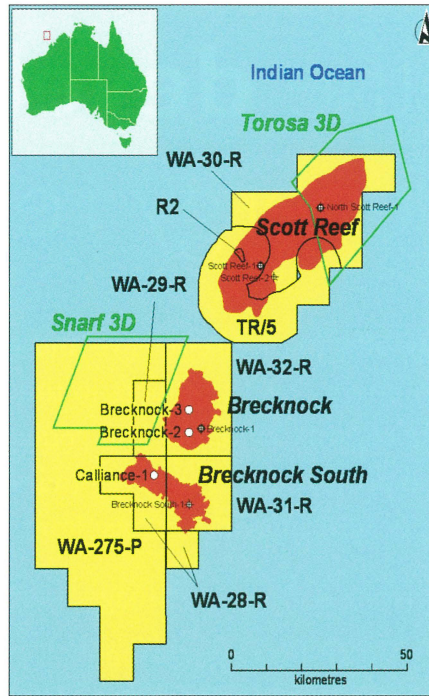 Indian Ocean
Torosa 3D
WA-30-R
R2
North Scott Reef-1
Scott Reef
Scott Reef-1
Scott Reef-2
WA-29-R
TR/5
Snarf 3D
WA-32-R
Brecknock-3
Brecknock
Brecknock-1
Brecknock-2
Brecknock South
Calliance-1
Brecknock South-1
WA-31-R
WA-275-P
WA-28-R
0 50
kilometres